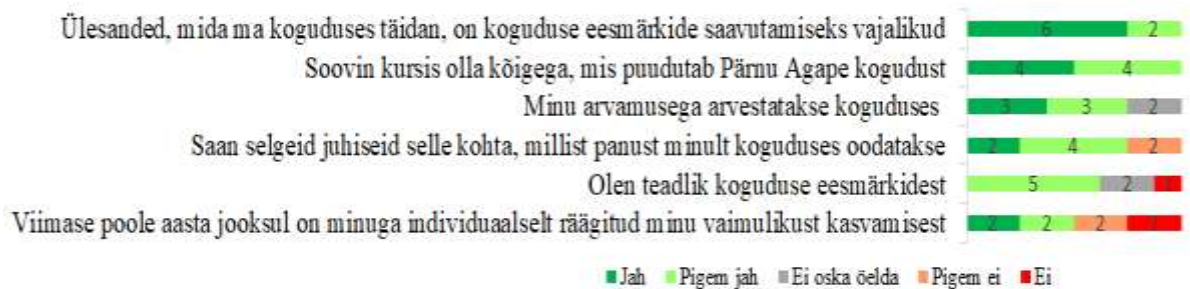 Ülesanded, mida ma koguduses täidan, on koguduse eesmärkide saavutamiseks vajalikud 6 2
Soovin kursis olla kõigega, mis puudutab Pärnu Agape kogudust 4 4
Minu arvamusega arvestatakse koguduses 3 3 2
Saan selgeid juhiseid selle kohta, millist panust minult koguduses oodatakse 2 4 2
Olen teadlik koguduse eesmärkidest 5 2 1
Viimase poole aasta jooksul on minuga individuaalselt räägitud minu vaimulikust kasvamisest 2 2 2 2
Jah Pigem jah Ei oska öelda Pigem ei Ei